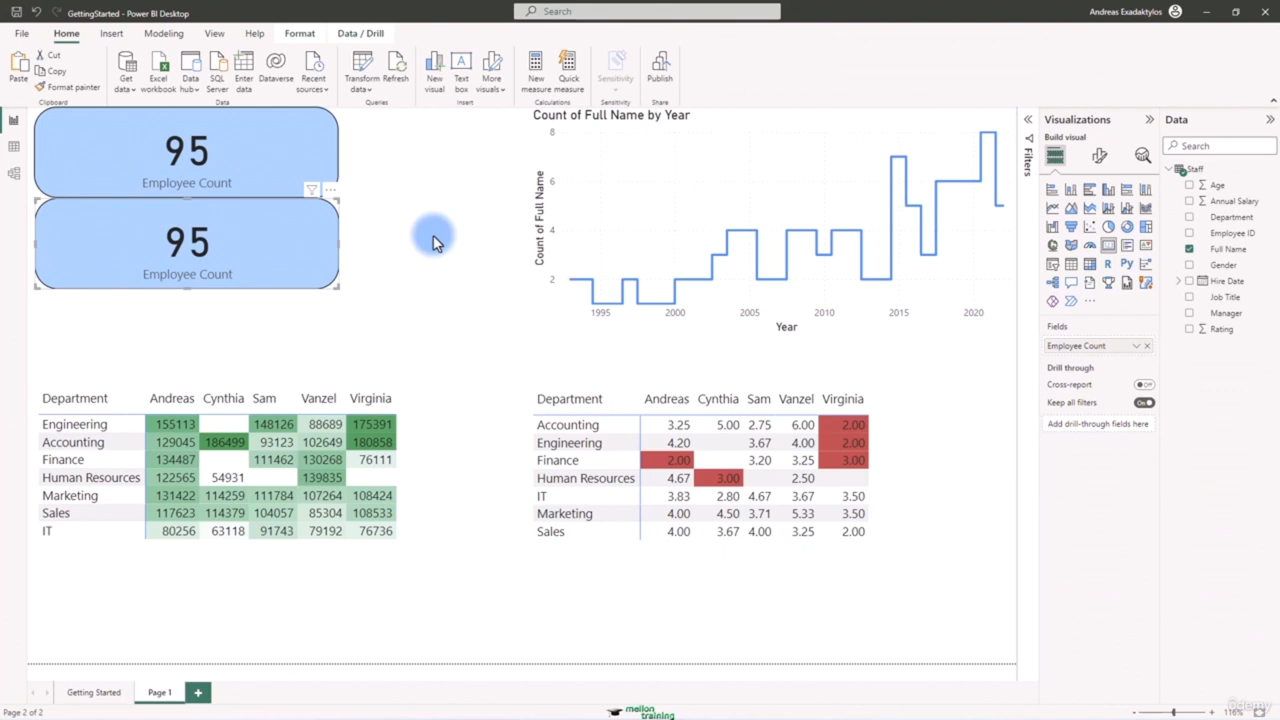 GettingStarted - Power BI Desktop
Search
Andreas Exadaktylos
File Home Insert Modeling View Help Format Data / Drill
Paste
Cut
Copy
Format painter
Clipboard
Get data
Excel workbook
Data hub
SQL Server
Enter data
Dataverse
Recent sources
Data
Transform data
Refresh
Queries
New visual
Text box
More visuals
Insert
New measure
Quick measure
Calculations
Sensitivity
Sensitivity
Publish
Share
95
Employee Count
95
Employee Count
Count of Full Name by Year
Count of Full Name
8
6
4
2
1995 2000 2005 2010 2015 2020
Year
Department Andreas Cynthia Sam Vanzel Virginia
Engineering 155113 148126 88689 175391
Accounting 129045 186499 93123 102649 180858
Finance 134487 111462 130268 76111
Human Resources 122565 54931 139835
Marketing 131422 114259 111784 107264 108424
Sales 117623 114379 104057 85304 108533
IT 80256 63118 91743 79192 76736
Department Andreas Cynthia Sam Vanzel Virginia
Accounting 3.25 5.00 2.75 6.00 2.00
Engineering 4.20 3.67 4.00 2.00
Finance 2.00 3.20 3.25 3.00
Human Resources 4.67 3.00 2.50
IT 3.83 2.80 4.67 3.67 3.50
Marketing 4.00 4.50 3.71 5.33 3.50
Sales 4.00 3.67 4.00 3.25 2.00
Filters
Visualizations
Build visual
R
Py
Fields
Employee Count
Drill through
Cross-report
Off
Keep all filters
On
Add drill-through fields here
Data
Search
Staff
Age
Annual Salary
Department
Employee ID
Full Name
Gender
Hire Date
Job Title
Manager
Rating
Getting Started
Page 1
Page 2 of 2
mellon
training
116%
ûdemy